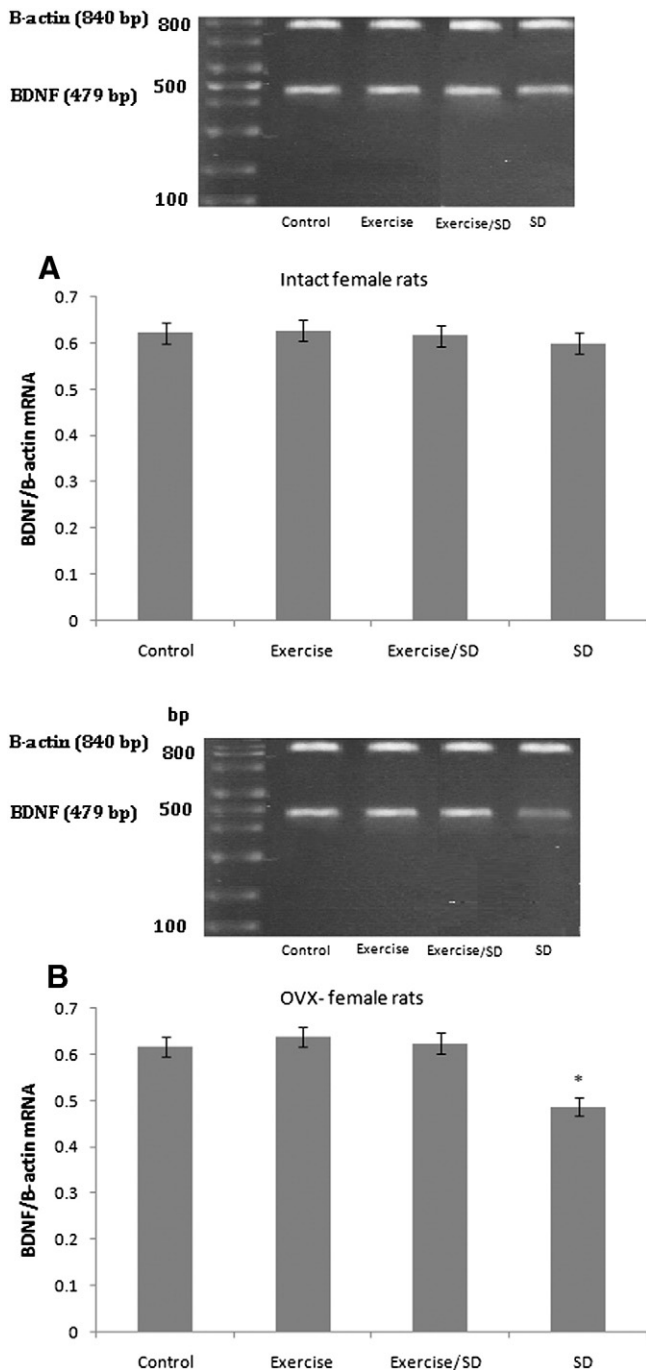 B-actin (840 bp) 800
BDNF (479 bp) 500
100
Control Exercise Exercise/SD SD
A
Intact female rats
BDNF/B-actin mRNA
0.7
0.6
0.5
0.4
0.3
0.2
0.1
0
Control Exercise Exercise/SD SD
bp
B-actin (840 bp) 800
BDNF (479 bp) 500
100
Control Exercise Exercise/SD SD
B
OVX- female rats
BDNF/B-actin mRNA
0.7
0.6
0.5
0.4
0.3
0.2
0.1
0
*
Control Exercise Exercise/SD SD